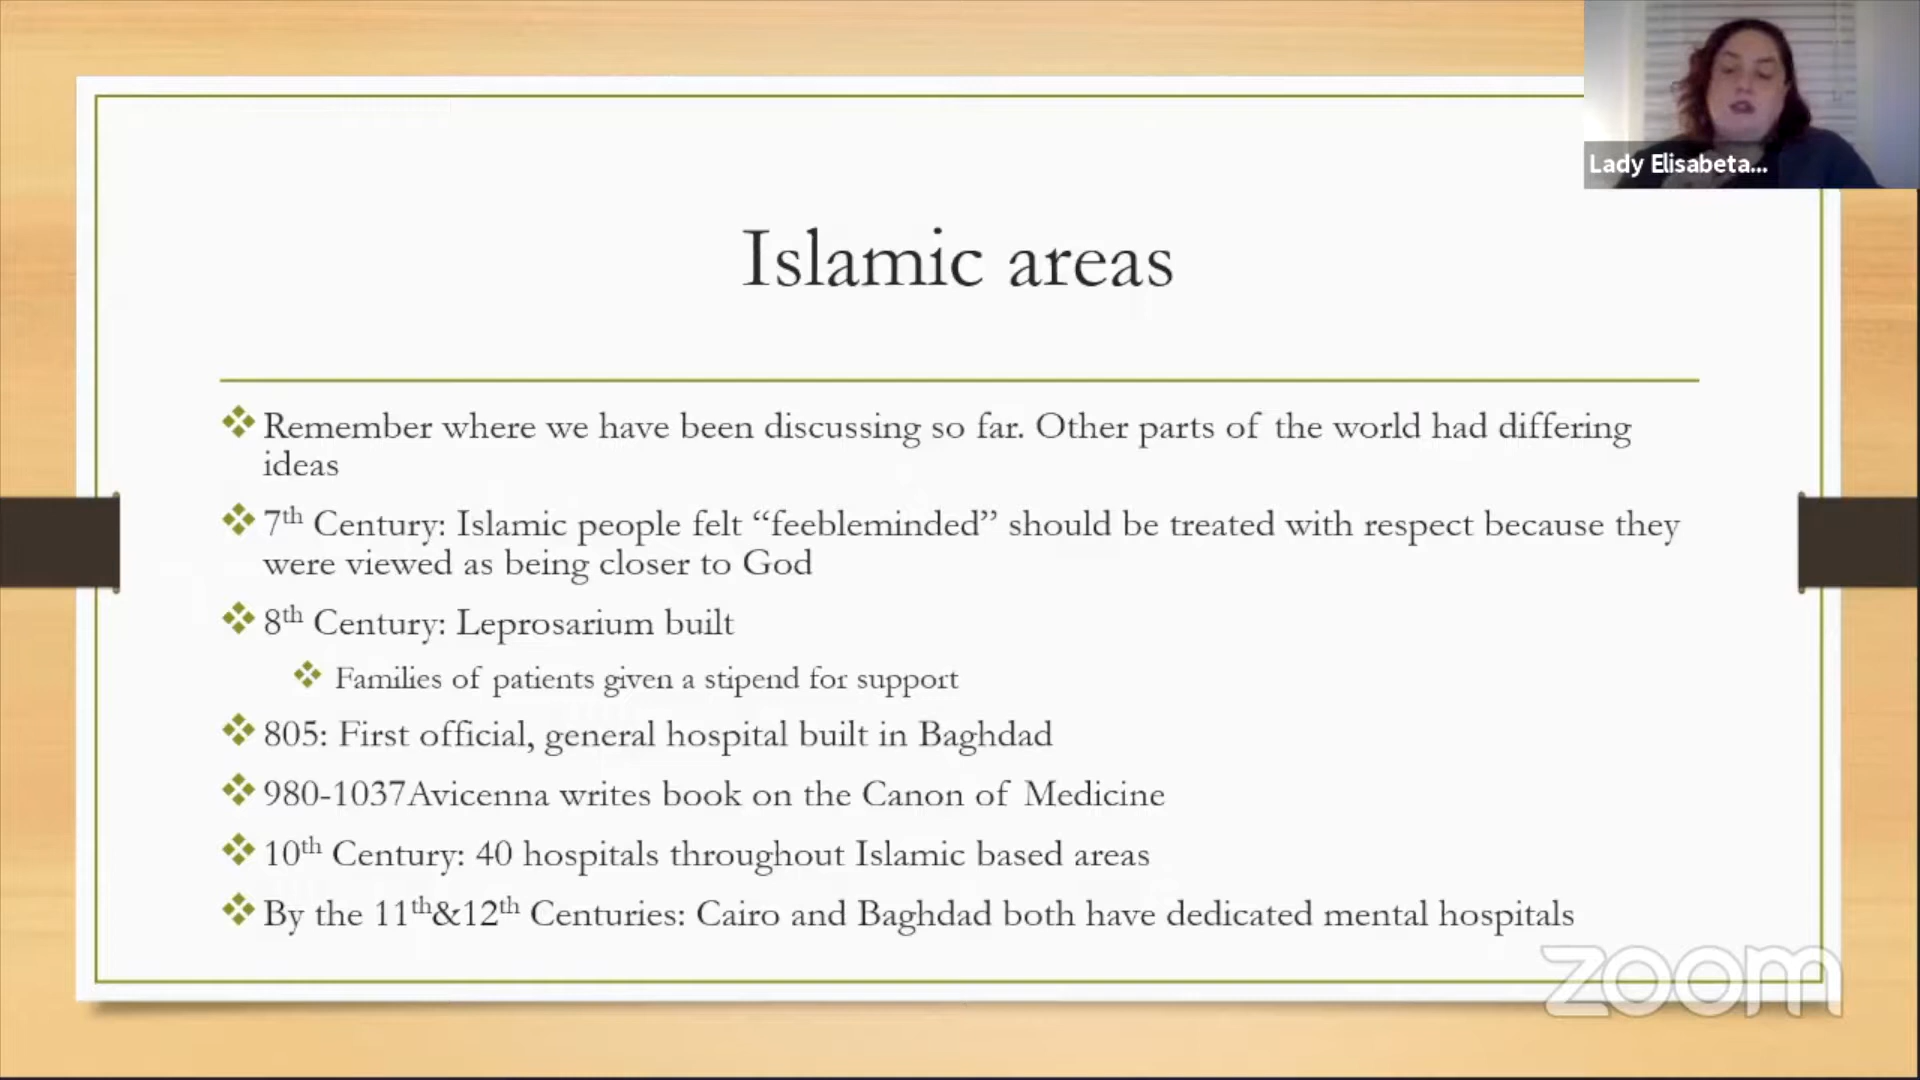 Lady Elisabeta...
Islamic areas
Remember where we have been discussing so far. Other parts of the world had differing
ideas
7th Century: Islamic people felt “feebleminded” should be treated with respect because they
were viewed as being closer to God
8th Century: Leprosarium built
Families of patients given a stipend for support
805: First official, general hospital built in Baghdad
980-1037Avicenna writes book on the Canon of Medicine
10th Century: 40 hospitals throughout Islamic based areas
By the 11th&12th Centuries: Cairo and Baghdad both have dedicated mental hospitals
zoom